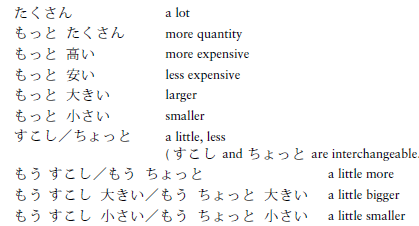 たくさん a lot
もっと たくさん more quantity
もっと 高い more expensive
もっと 安い less expensive
もっと 大きい larger
もっと 小さい smaller
すこし／ちょっと a little, less
( すこし and ちょっと are interchangeable.
もう すこし／もう ちょっと a little more
もう すこし 大きい／もう ちょっと 大きい a little bigger
もう すこし 小さい／もう ちょっと 小さい a little smaller